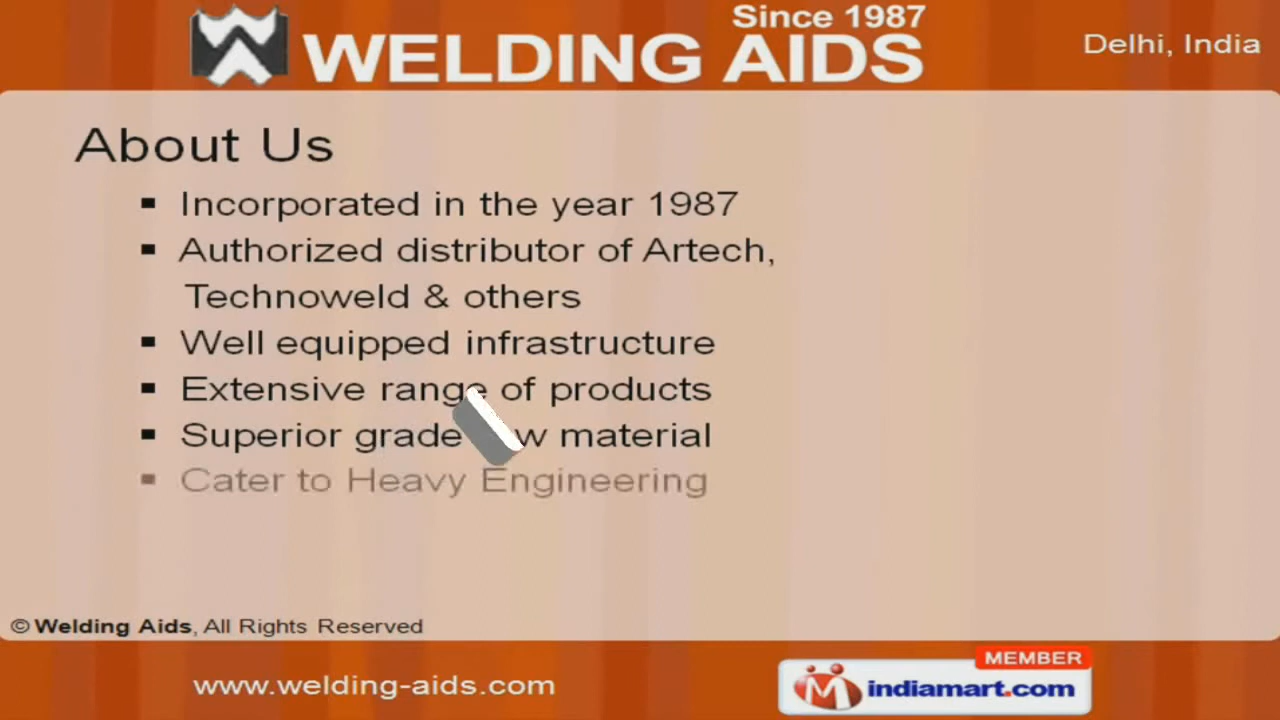 Since 1987
WELDING AIDS
Delhi, India
About Us
▪ Incorporated in the year 1987
▪ Authorized distributor of Artech,
Technoweld & others
▪ Well equipped infrastructure
▪ Extensive range of products
▪ Superior grade material
▪ Cater to Heavy Engineering
© Welding Aids, All Rights Reserved
www.welding-aids.com
MEMBER
indiamart.com